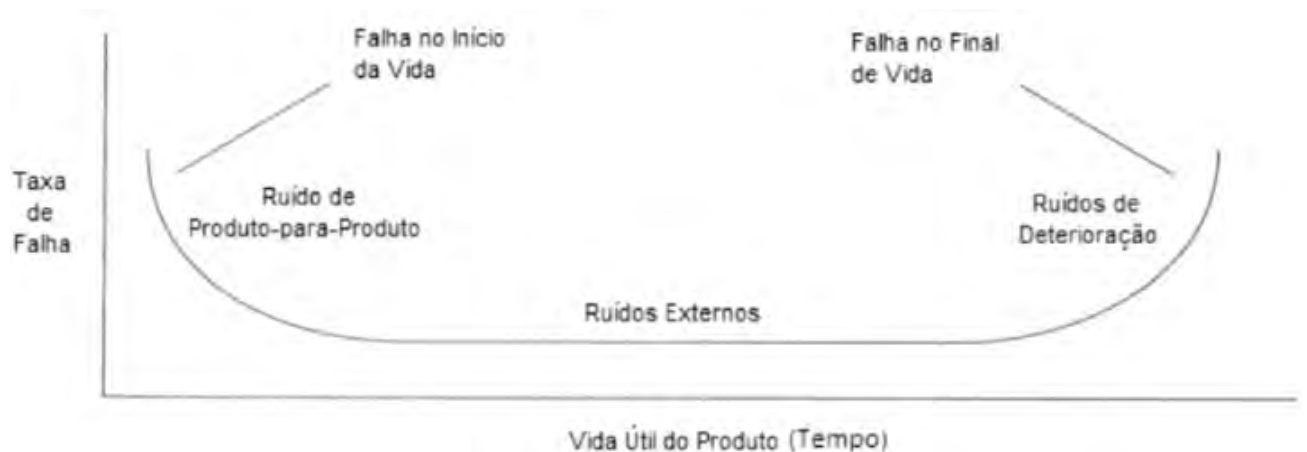 Falha no Início
da Vida
Falha no Final
de Vida
Taxa
de
Falha
Ruído de
Produto-para-Produto
Ruídos de
Deterioração
Ruídos Externos
Vida Útil do Produto (Tempo)